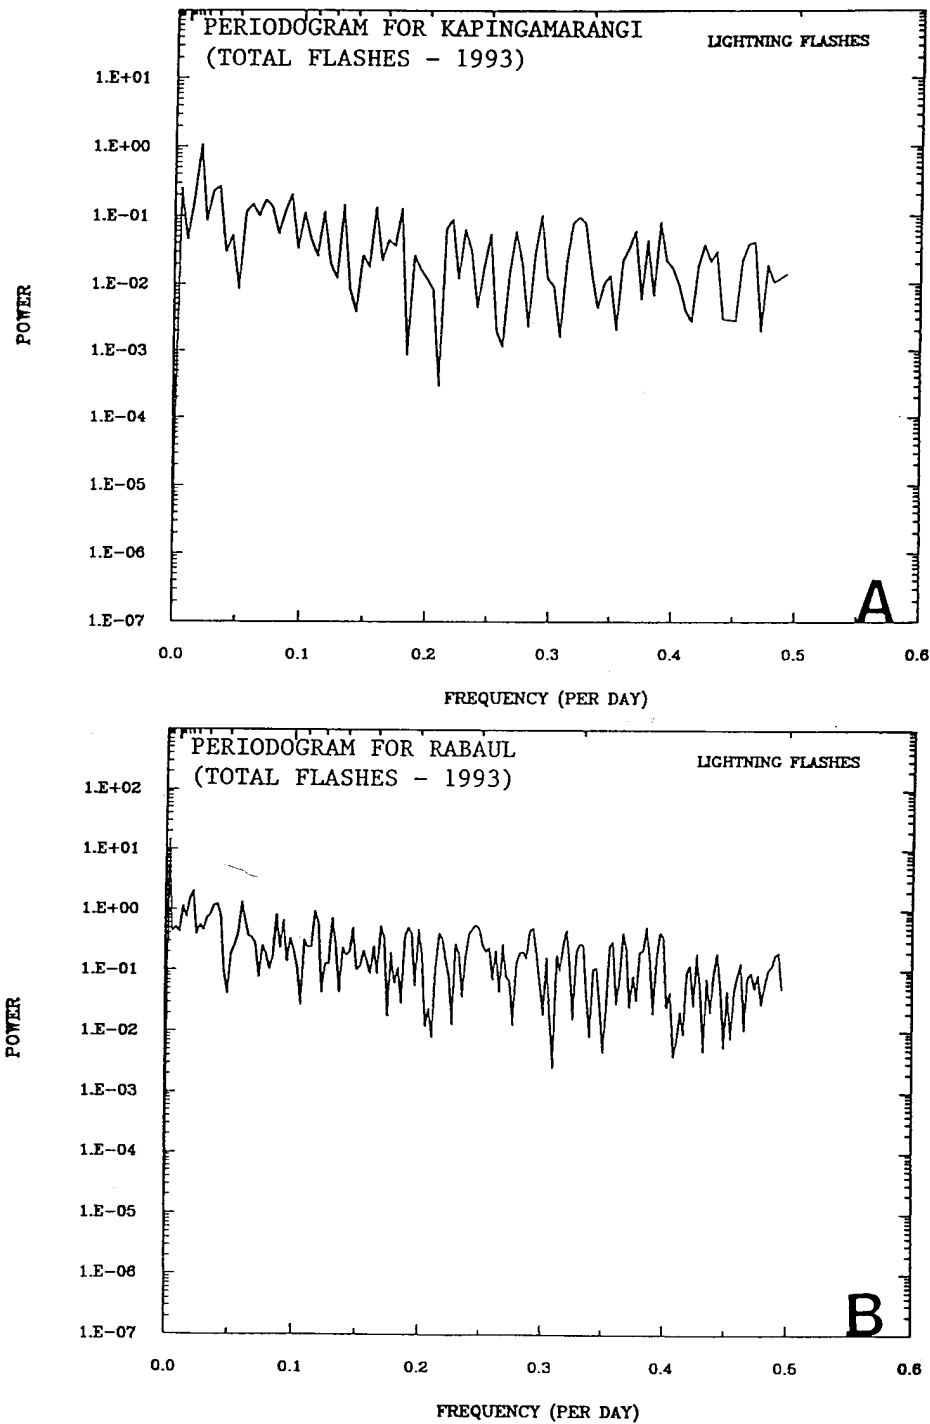 PERIODOGRAM FOR KAPINGAMARANGI
(TOTAL FLASHES - 1993)
LIGHTNING FLASHES
1.E+01
1.E+00
1.E-01
1.E-02
1.E-03
1.E-04
1.E-05
1.E-06
1.E-07
POWER
A
0.0 0.1 0.2 0.3 0.4 0.5 0.6
FREQUENCY (PER DAY)
PERIODOGRAM FOR RABAUL
(TOTAL FLASHES - 1993)
LIGHTNING FLASHES
1.E+02
1.E+01
1.E+00
1.E-01
1.E-02
1.E-03
1.E-04
1.E-05
1.E-06
1.E-07
POWER
B
0.0 0.1 0.2 0.3 0.4 0.5 0.6
FREQUENCY (PER DAY)